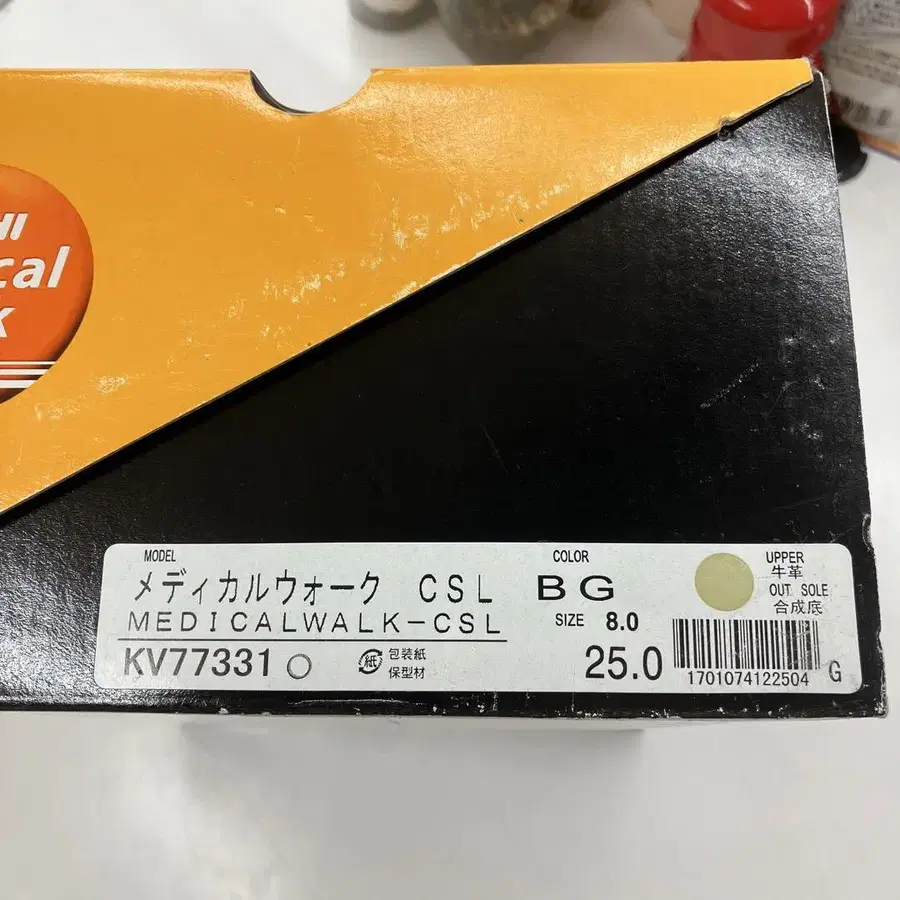 cal
k
MODEL
メディカルウォーク CSL
MEDICALWALK-CSL
KV77331
紙
包装紙
保型材
COLOR
BG
SIZE 8.0
25.0
UPPER
牛革
OUT SOLE
合成底
1701074122504
G